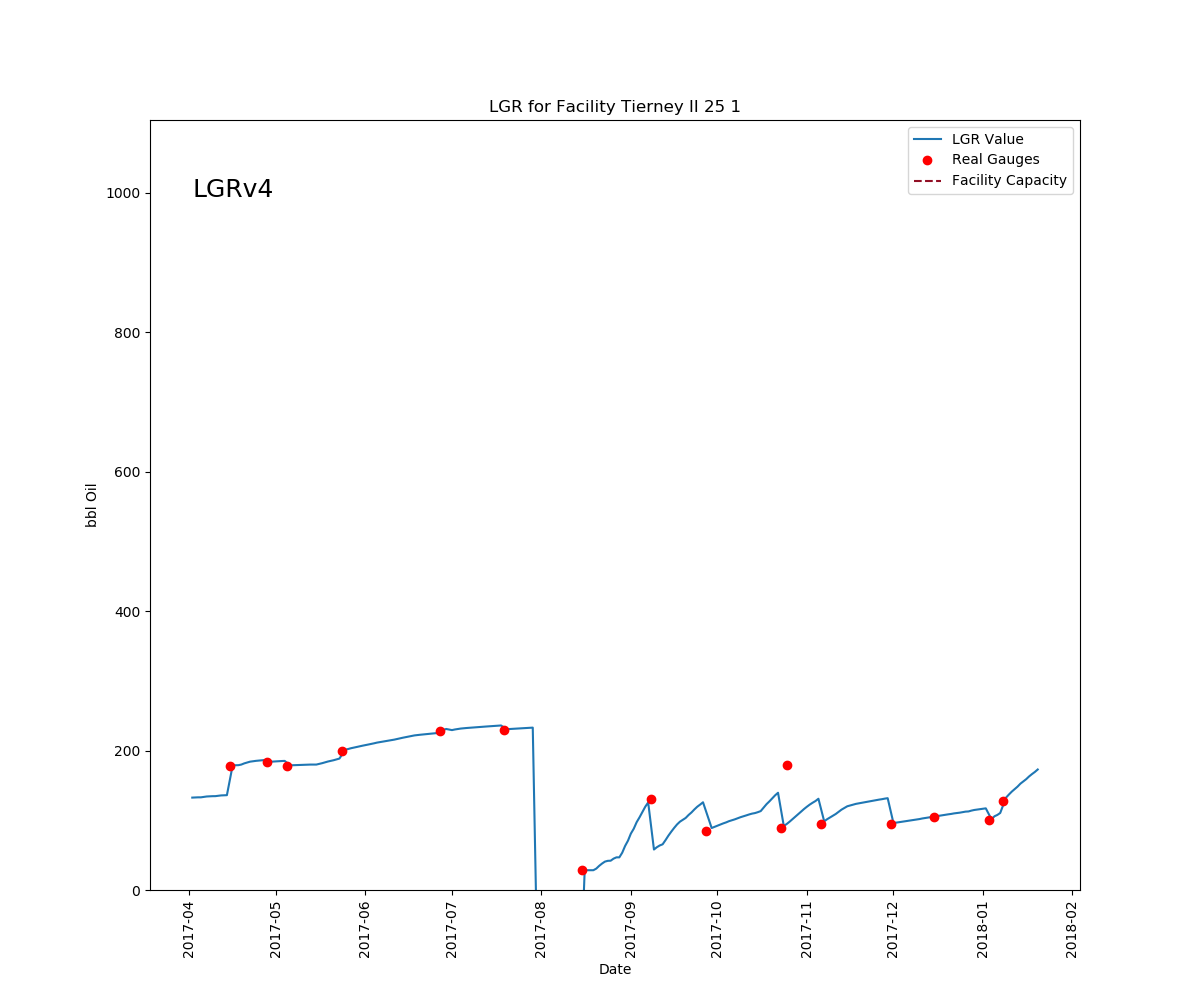 LGR for Facility Tierney II 25 1
LGRv4
LGR Value
Real Gauges
Facility Capacity
1000
800
600
400
200
0
bbl Oil
2017-04
2017-05
2017-06
2017-07
2017-08
2017-09
2017-10
2017-11
2017-12
2018-01
2018-02
Date